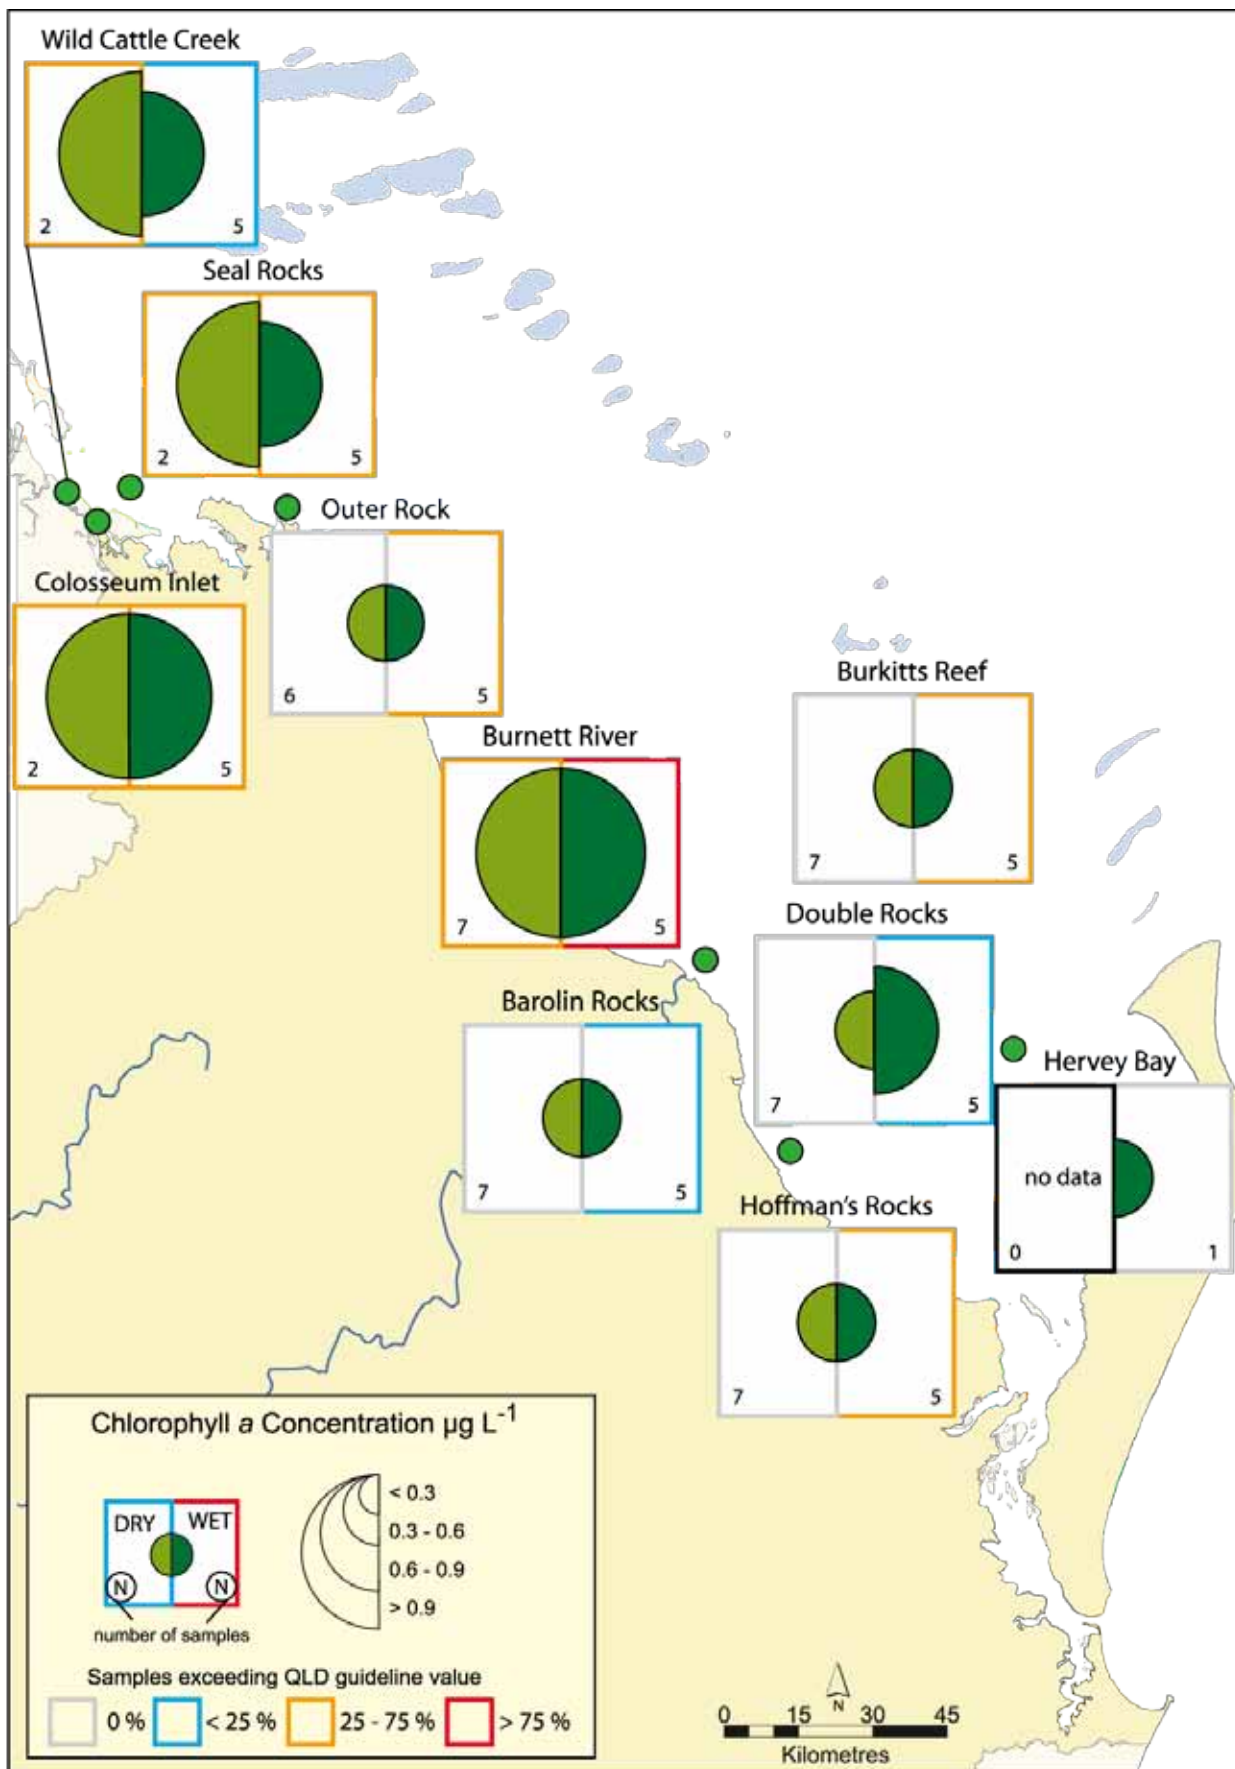 Wild Cattle Creek
2 5
Seal Rocks
2 5
Outer Rock
6 5
Colosseum Inlet
2 5
Burkitts Reef
7 5
Burnett River
7 5
Double Rocks
7 5
Barolin Rocks
7 5
Hervey Bay
no data
0 1
Hoffman's Rocks
7 5
Chlorophyll a Concentration µg L-1
DRY WET
N N
number of samples
< 0.3
0.3 - 0.6
0.6 - 0.9
> 0.9
Samples exceeding QLD guideline value
0 % < 25 % 25 - 75 % > 75 %
N
0 15 30 45
Kilometres